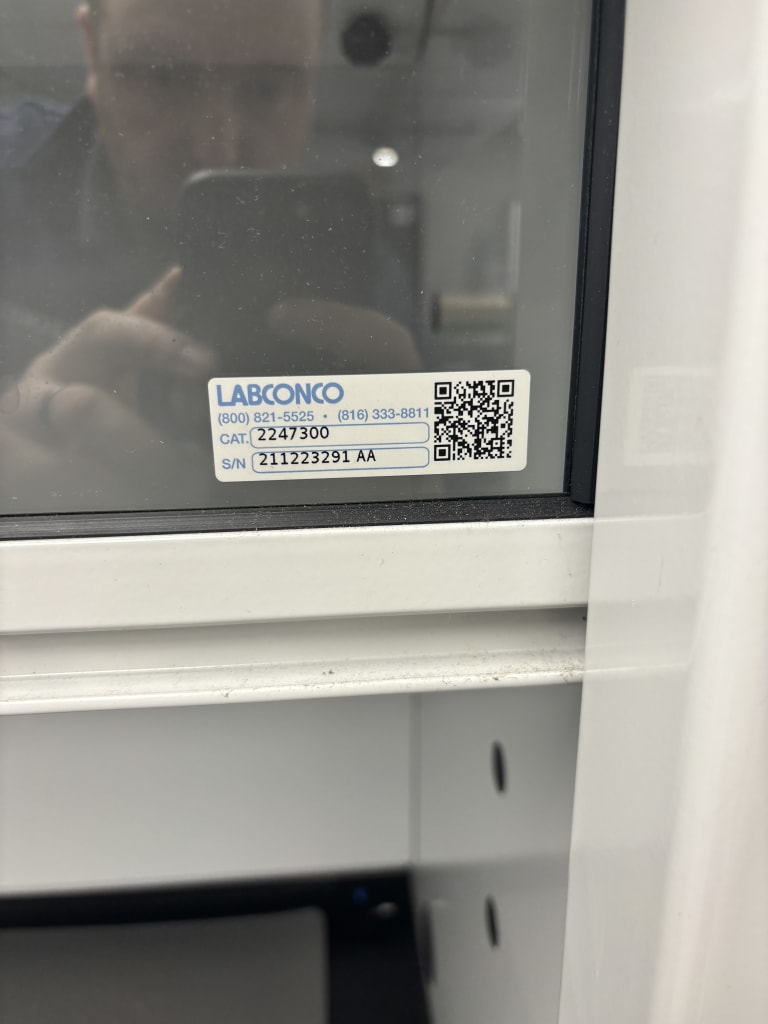 LABCONCO
(800) 821-5525 • (816) 333-8811
CAT. 2247300
S/N 211223291 AA